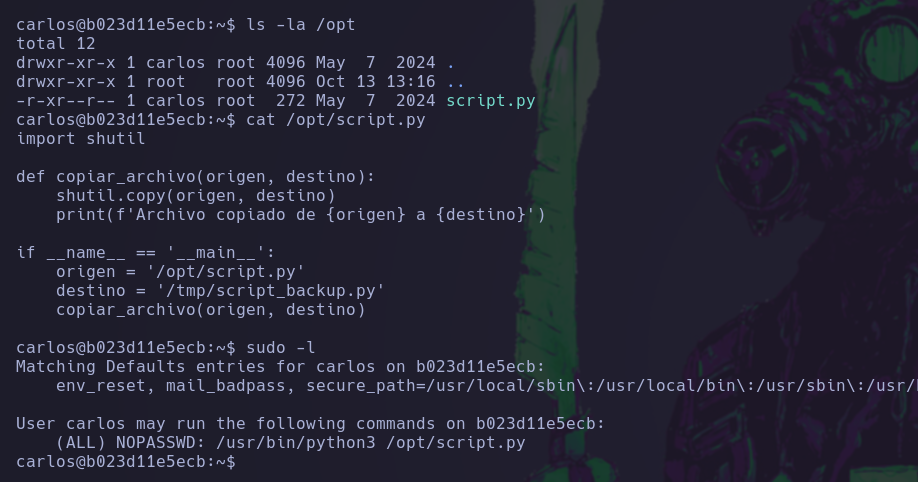 carlos@b023d11e5ecb:~$ ls -la /opt
total 12
drwxr-xr-x 1 carlos root 4096 May  7  2024 .
drwxr-xr-x 1 root   root 4096 Oct 13 13:16 ..
-r-xr--r-- 1 carlos root  272 May  7  2024 script.py
carlos@b023d11e5ecb:~$ cat /opt/script.py
import shutil

def copiar_archivo(origen, destino):
    shutil.copy(origen, destino)
    print(f'Archivo copiado de {origen} a {destino}')

if __name__ == '__main__':
    origen = '/opt/script.py'
    destino = '/tmp/script_backup.py'
    copiar_archivo(origen, destino)

carlos@b023d11e5ecb:~$ sudo -l
Matching Defaults entries for carlos on b023d11e5ecb:
    env_reset, mail_badpass, secure_path=/usr/local/sbin\:/usr/local/bin\:/usr/sbin\:/usr/

User carlos may run the following commands on b023d11e5ecb:
    (ALL) NOPASSWD: /usr/bin/python3 /opt/script.py
carlos@b023d11e5ecb:~$